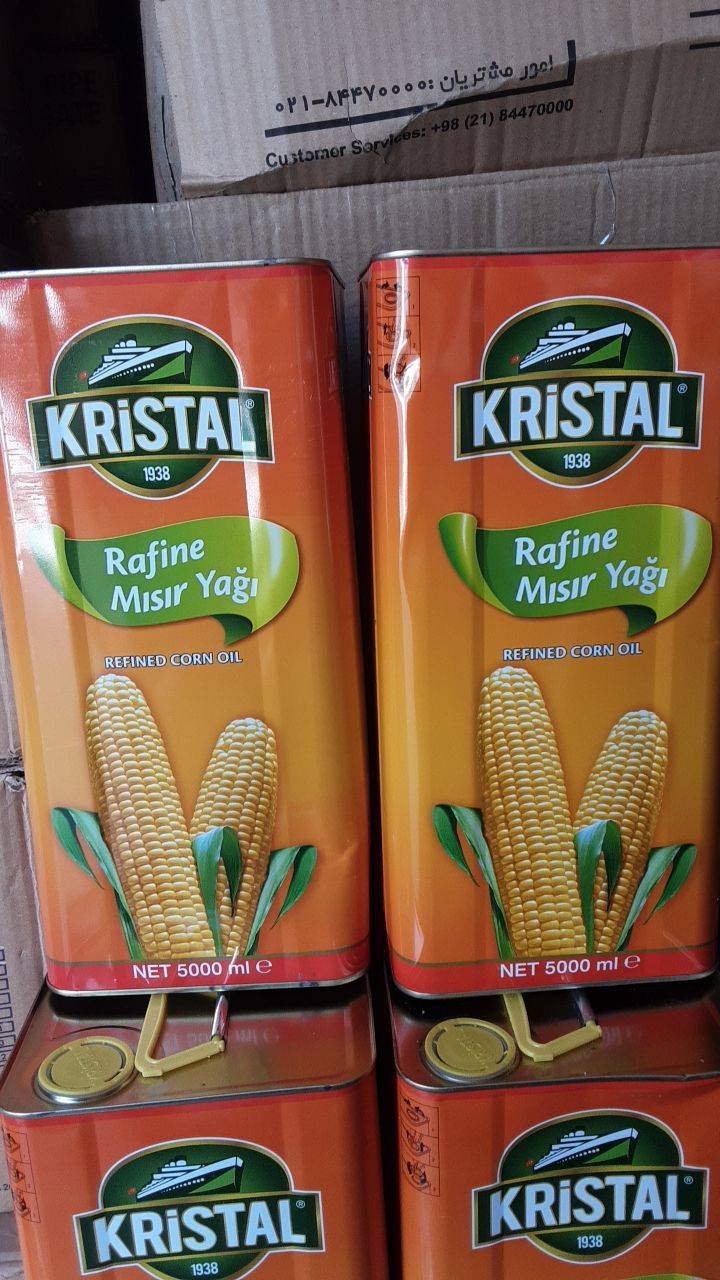 امور مشتریان: ۰۲۱-۸۴۴۷۰۰۰۰
Customer Services: +98 (21) 84470000
KRiSTAL®
1938
Rafine
Mısır Yağı
REFINED CORN OIL
NET 5000 ml ℮
KRiSTAL®
1938
Rafine
Mısır Yağı
REFINED CORN OIL
NET 5000 ml ℮
KRiSTAL®
1938
KRiSTAL®
1938